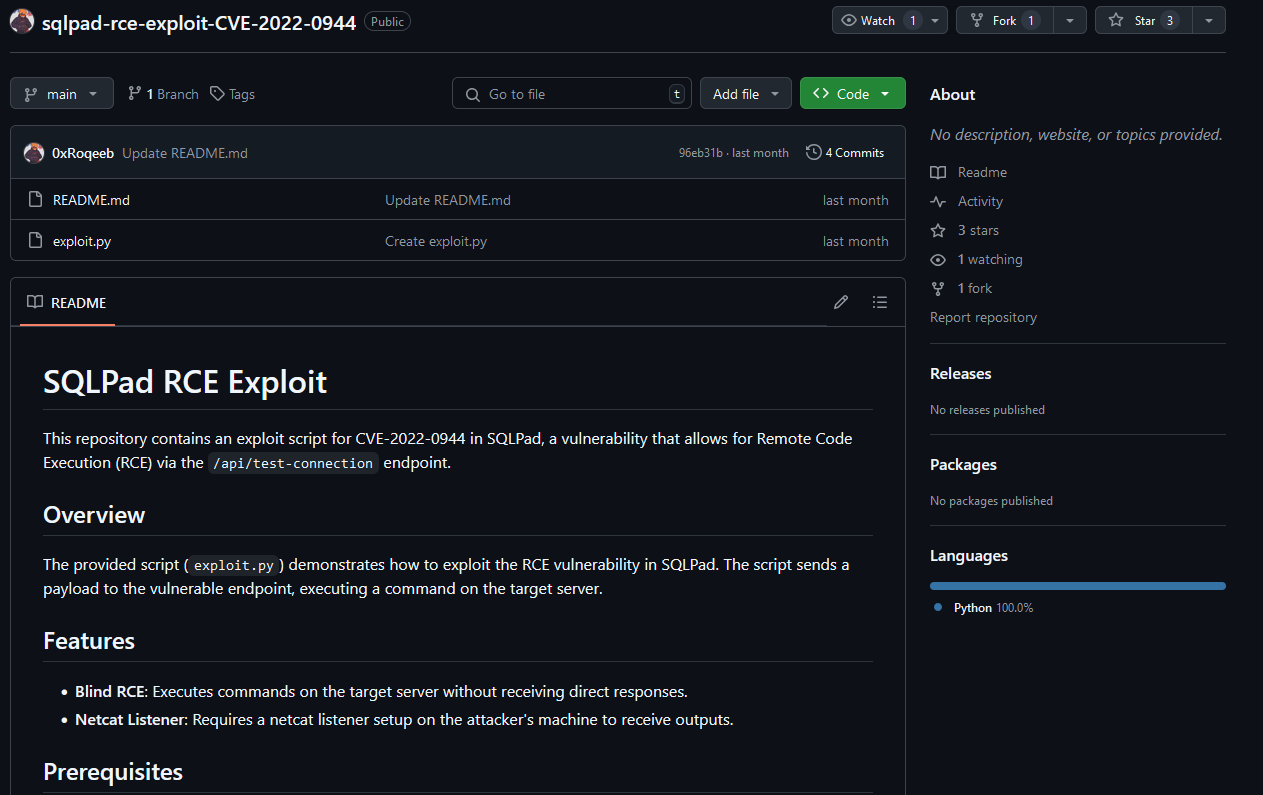 sqlpad-rce-exploit-CVE-2022-0944 Public
Watch 1
Fork 1
Star 3
main
1 Branch
Tags
Go to file
t
Add file
Code
0xRoqeeb Update README.md
96eb31b · last month
4 Commits
README.md Update README.md last month
exploit.py Create exploit.py last month
README
SQLPad RCE Exploit
This repository contains an exploit script for CVE-2022-0944 in SQLPad, a vulnerability that allows for Remote Code
Execution (RCE) via the /api/test-connection endpoint.
Overview
The provided script ( exploit.py ) demonstrates how to exploit the RCE vulnerability in SQLPad. The script sends a
payload to the vulnerable endpoint, executing a command on the target server.
Features
• Blind RCE: Executes commands on the target server without receiving direct responses.
• Netcat Listener: Requires a netcat listener setup on the attacker's machine to receive outputs.
Prerequisites
About
No description, website, or topics provided.
Readme
Activity
3 stars
1 watching
1 fork
Report repository
Releases
No releases published
Packages
No packages published
Languages
Python 100.0%